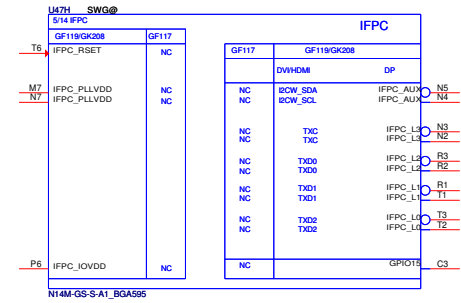 U47H SWG@
5/14 IFPC
IFPC
GF119/GK208 GF117
T6 IFPC_RSET NC
GF117 GF119/GK208
DVI/HDMI DP
M7 IFPC_PLLVDD NC
N7 IFPC_PLLVDD NC
NC I2CW_SDA IFPC_AUX N5
NC I2CW_SCL IFPC_AUX N4
NC TXC IFPC_L3 N3
NC TXC IFPC_L3 N2
NC TXD0 IFPC_L2 R3
NC TXD0 IFPC_L2 R2
NC TXD1 IFPC_L1 R1
NC TXD1 IFPC_L1 T1
NC TXD2 IFPC_L0 T3
NC TXD2 IFPC_L0 T2
P6 IFPC_IOVDD NC
NC GPIO15 C3
N14M-GS-S-A1_BGA595